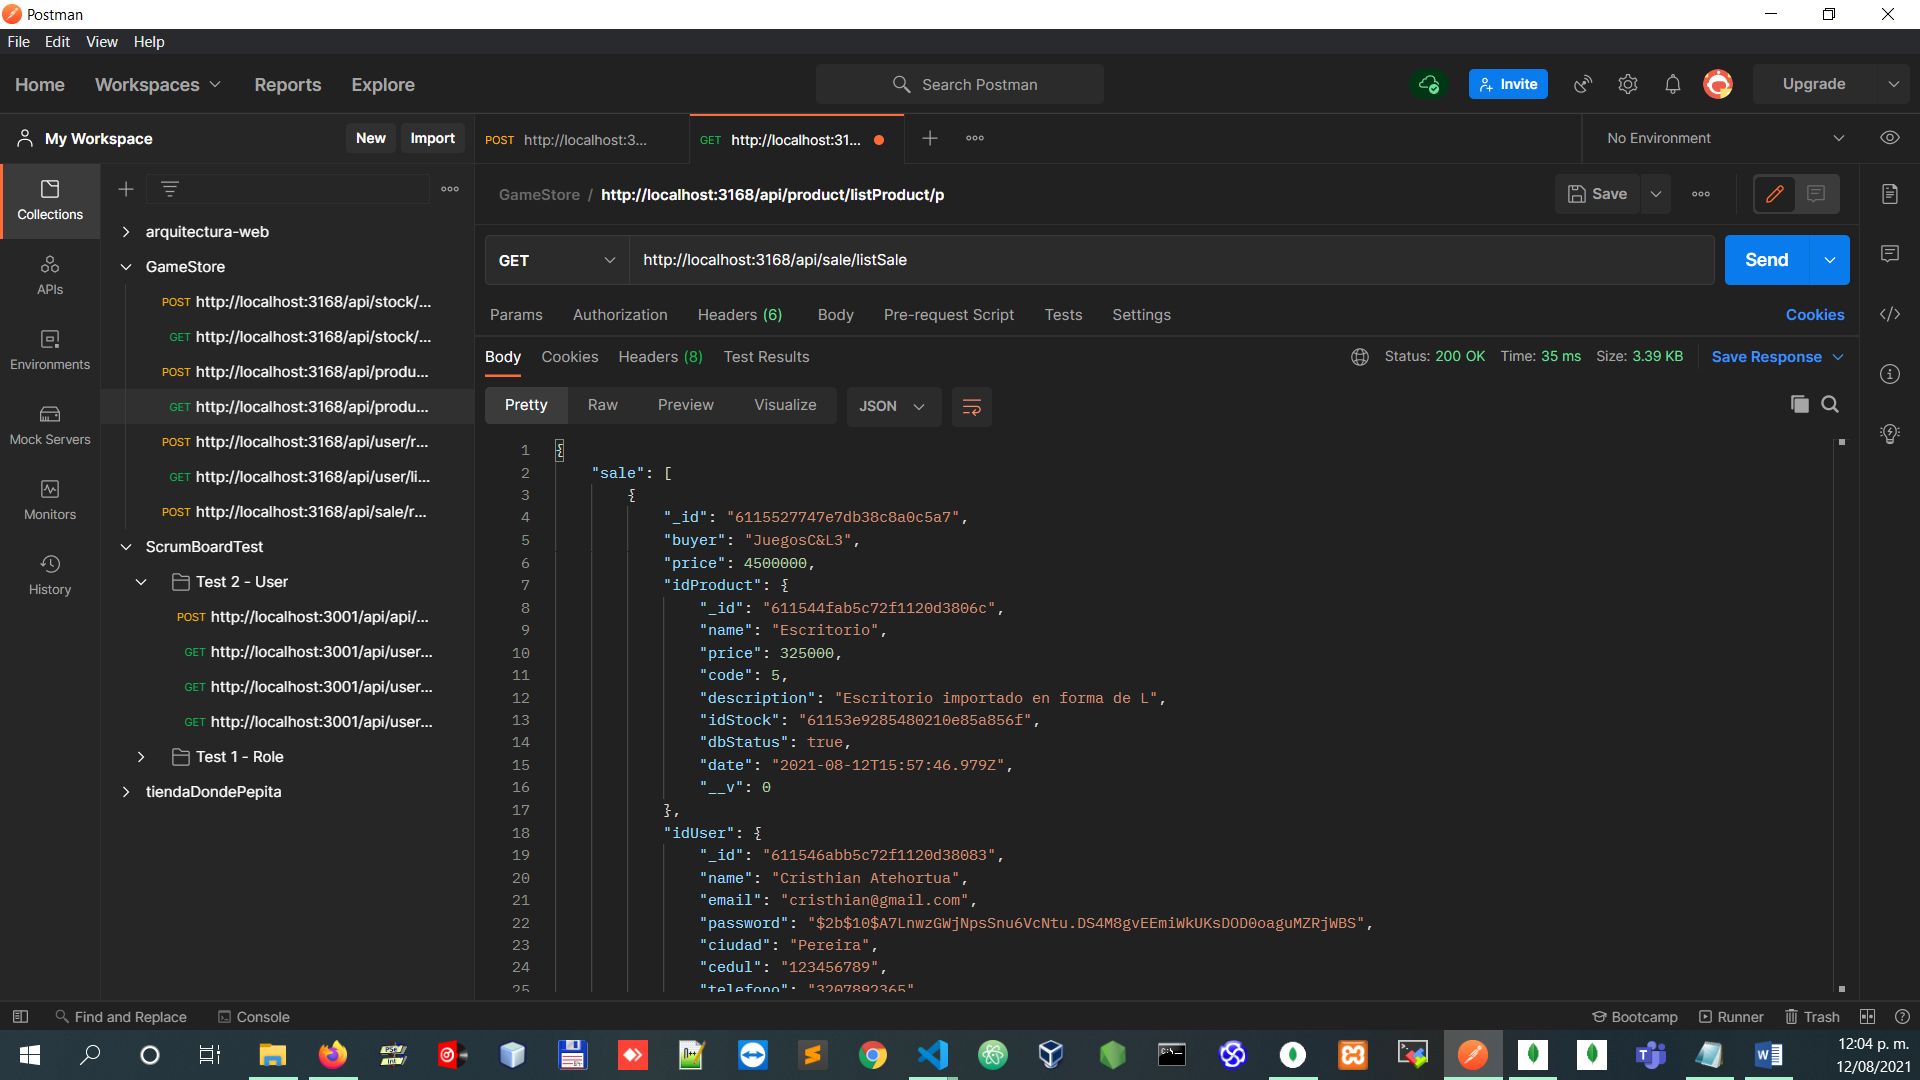 Postman
File Edit View Help
Home Workspaces Reports Explore Search Postman Invite Upgrade
My Workspace New Import POST http://localhost:3... GET http://localhost:31... No Environment
Collections
APIs
Environments
Mock Servers
Monitors
History
arquitectura-web
GameStore
POST http://localhost:3168/api/stock/...
GET http://localhost:3168/api/stock/...
POST http://localhost:3168/api/produ...
GET http://localhost:3168/api/produ...
POST http://localhost:3168/api/user/r...
GET http://localhost:3168/api/user/li...
POST http://localhost:3168/api/sale/r...
ScrumBoardTest
Test 2 - User
POST http://localhost:3001/api/api/...
GET http://localhost:3001/api/user...
GET http://localhost:3001/api/user...
GET http://localhost:3001/api/user...
Test 1 - Role
tiendaDondePepita
GameStore / http://localhost:3168/api/product/listProduct/p Save
GET http://localhost:3168/api/sale/listSale Send
Params Authorization Headers (6) Body Pre-request Script Tests Settings Cookies
Body Cookies Headers (8) Test Results Status: 200 OK Time: 35 ms Size: 3.39 KB Save Response
Pretty Raw Preview Visualize JSON
1 {
2 "sale": [
3 {
4 "_id": "6115527747e7db38c8a0c5a7",
5 "buyer": "JuegosC&L3",
6 "price": 4500000,
7 "idProduct": {
8 "_id": "611544fab5c72f1120d3806c",
9 "name": "Escritorio",
10 "price": 325000,
11 "code": 5,
12 "description": "Escritorio importado en forma de L",
13 "idStock": "61153e9285480210e85a856f",
14 "dbStatus": true,
15 "date": "2021-08-12T15:57:46.979Z",
16 "__v": 0
17 },
18 "idUser": {
19 "_id": "611546abb5c72f1120d38083",
20 "name": "Cristhian Atehortua",
21 "email": "cristhian@gmail.com",
22 "password": "$2b$10$A7LnwzGWjNpsSnu6VcNtu.DS4M8gvEEmiWkUKsDOD0oaguMZRjWBS",
23 "ciudad": "Pereira",
24 "cedul": "123456789",
25 "telefono": "3207892365"
Find and Replace Console Bootcamp Runner Trash
12:04 p. m.
12/08/2021